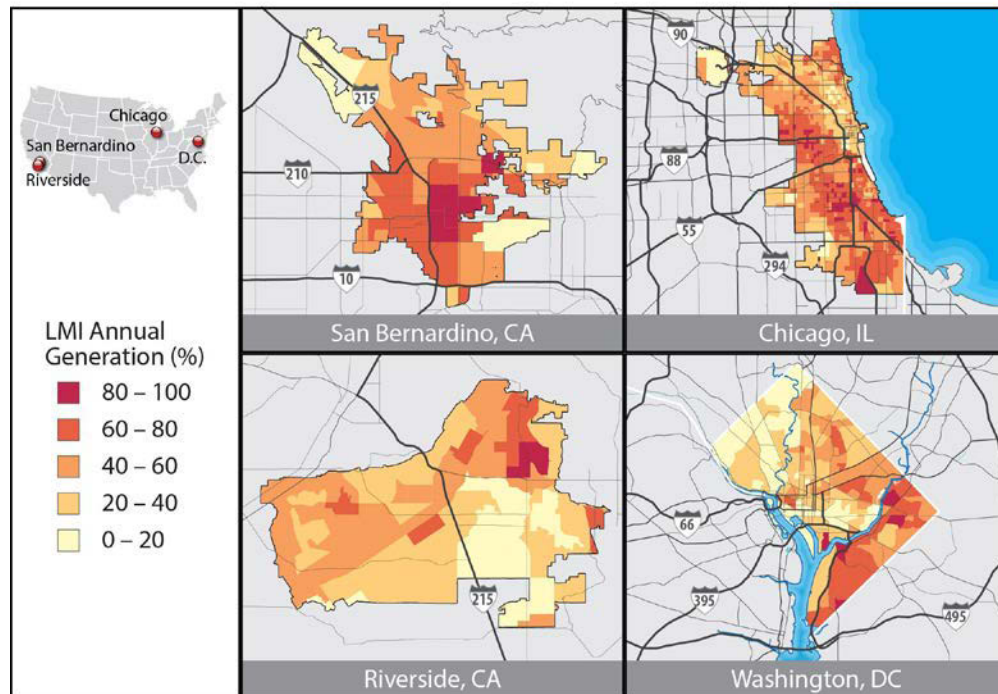 Chicago
San Bernardino
D.C.
Riverside
LMI Annual
Generation (%)
80 – 100
60 – 80
40 – 60
20 – 40
0 – 20
215
210
10
San Bernardino, CA
90
88
55
294
Chicago, IL
215
Riverside, CA
66
395
495
Washington, DC